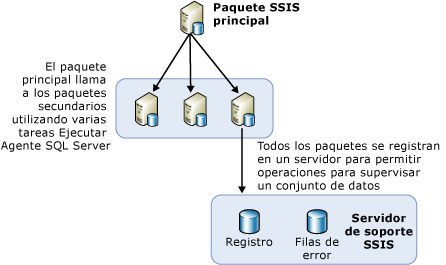 Paquete SSIS
principal
El paquete
principal llama
a los paquetes
secundarios
utilizando varias
tareas Ejecutar
Agente SQL Server
Todos los paquetes se registran
en un servidor para permitir
operaciones para supervisar
un conjunto de datos
Registro
Filas de
error
Servidor
de soporte
SSIS